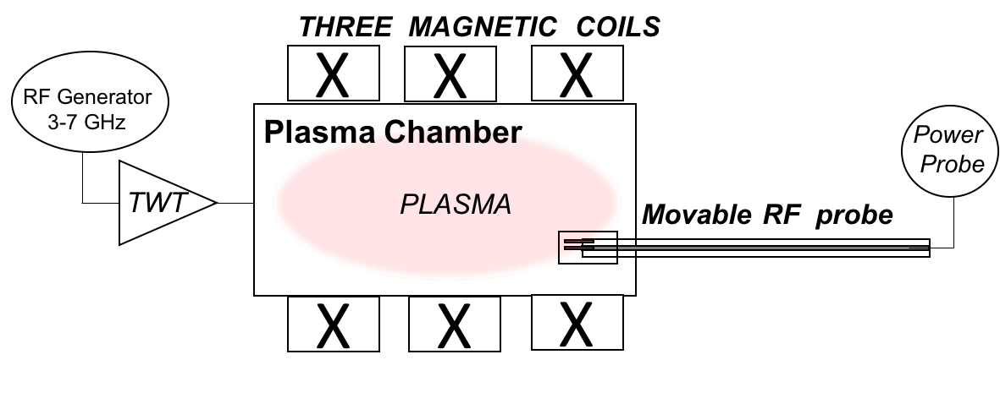 THREE MAGNETIC COILS
X X X
RF Generator
3-7 GHz
Plasma Chamber
Power
Probe
TWT
PLASMA
Movable RF probe
X X X